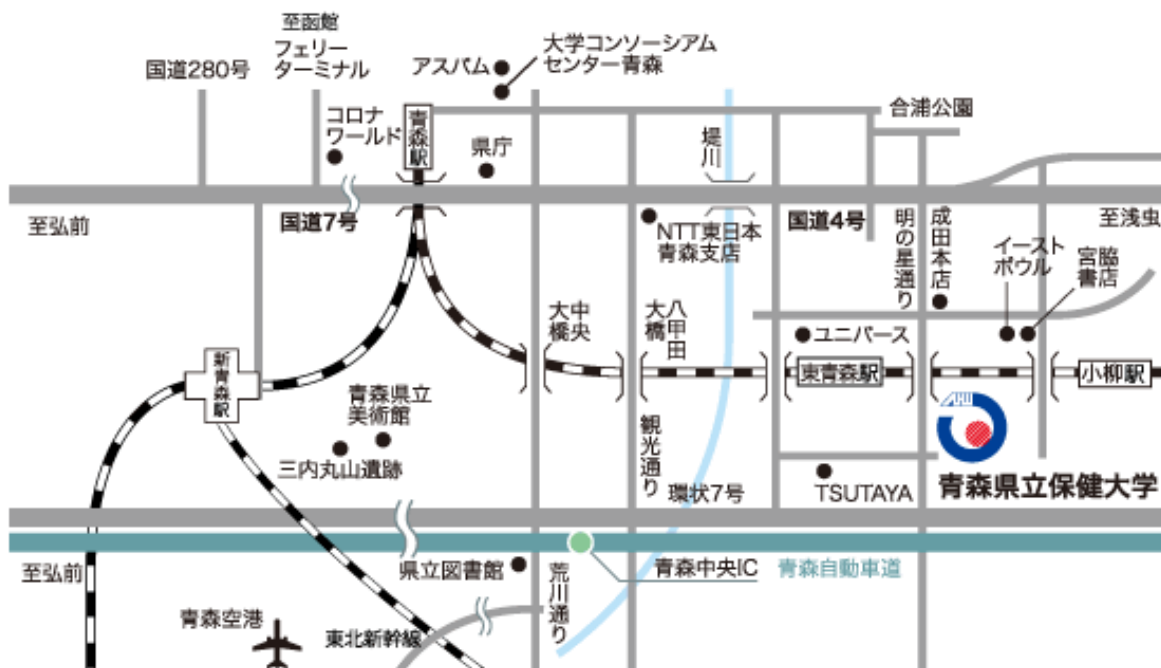 至函館
フェリー
ターミナル
国道280号
アスパム
大学コンソーシアム
センター青森
コロナ
ワールド
青森駅
県庁
堤川
合浦公園
至弘前
国道7号
NTT東日本
青森支店
国道4号
明の星通り
成田本店
至浅虫
イースト
ボウル
宮脇
書店
中央
大橋
八甲田
大橋
ユニバース
新青森駅
東青森駅
小柳駅
青森県立
美術館
三内丸山遺跡
観光通り
環状7号
TSUTAYA
青森県立保健大学
至弘前
県立図書館
荒川通り
青森中央IC
青森自動車道
青森空港
東北新幹線